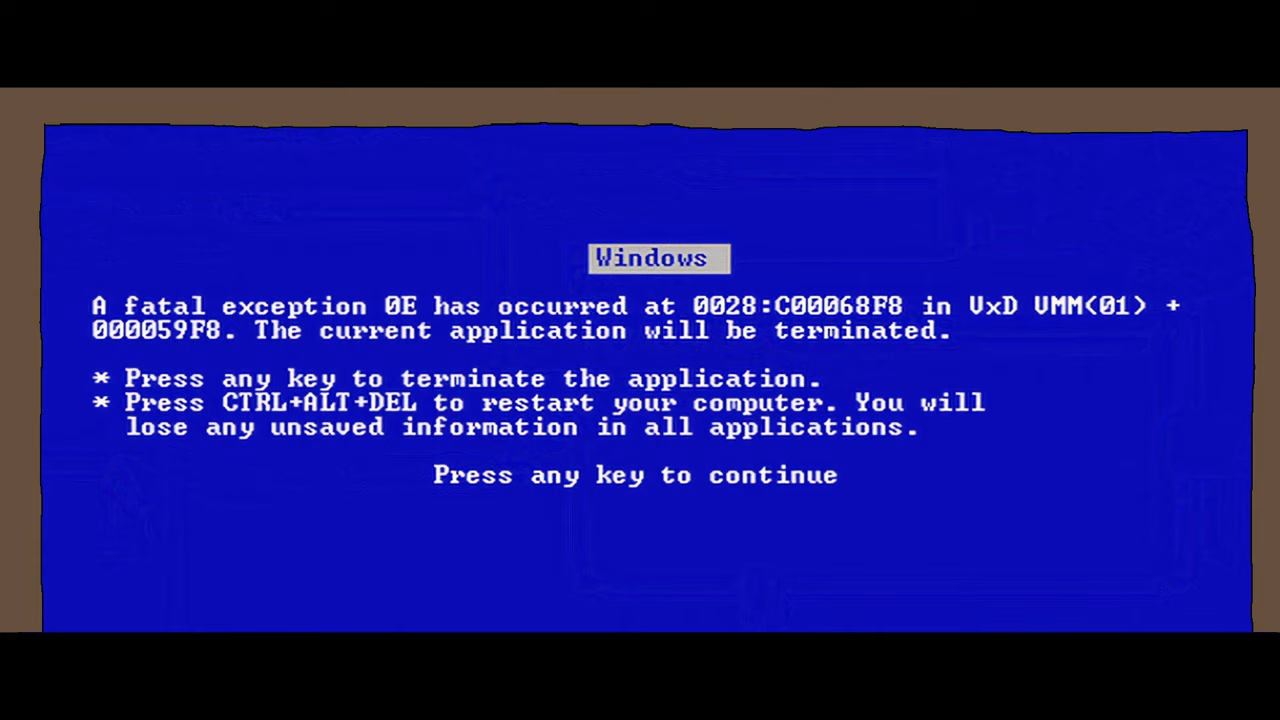 Windows
A fatal exception 0E has occurred at 0028:C00068F8 in VxD VMM(01) +
000059F8. The current application will be terminated.
* Press any key to terminate the application.
* Press CTRL+ALT+DEL to restart your computer. You will
lose any unsaved information in all applications.
Press any key to continue